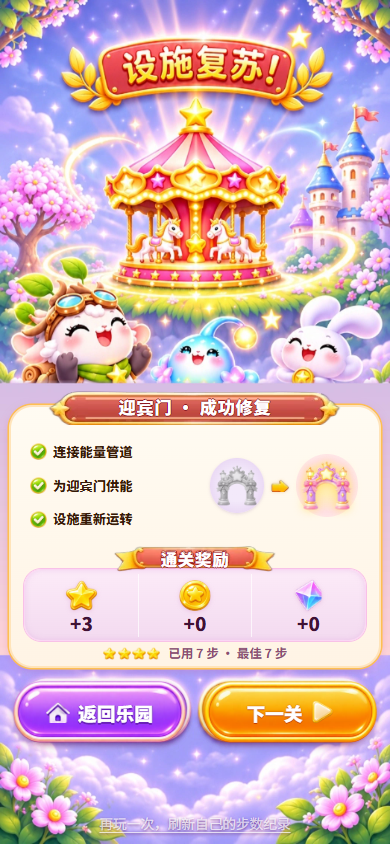 设施复苏！
迎宾门 · 成功修复
连接能量管道
为迎宾门供能
设施重新运转
通关奖励
+3 +0 +0
已用 7 步 · 最佳 7 步
返回乐园 下一关
再玩一次，刷新自己的步数纪录